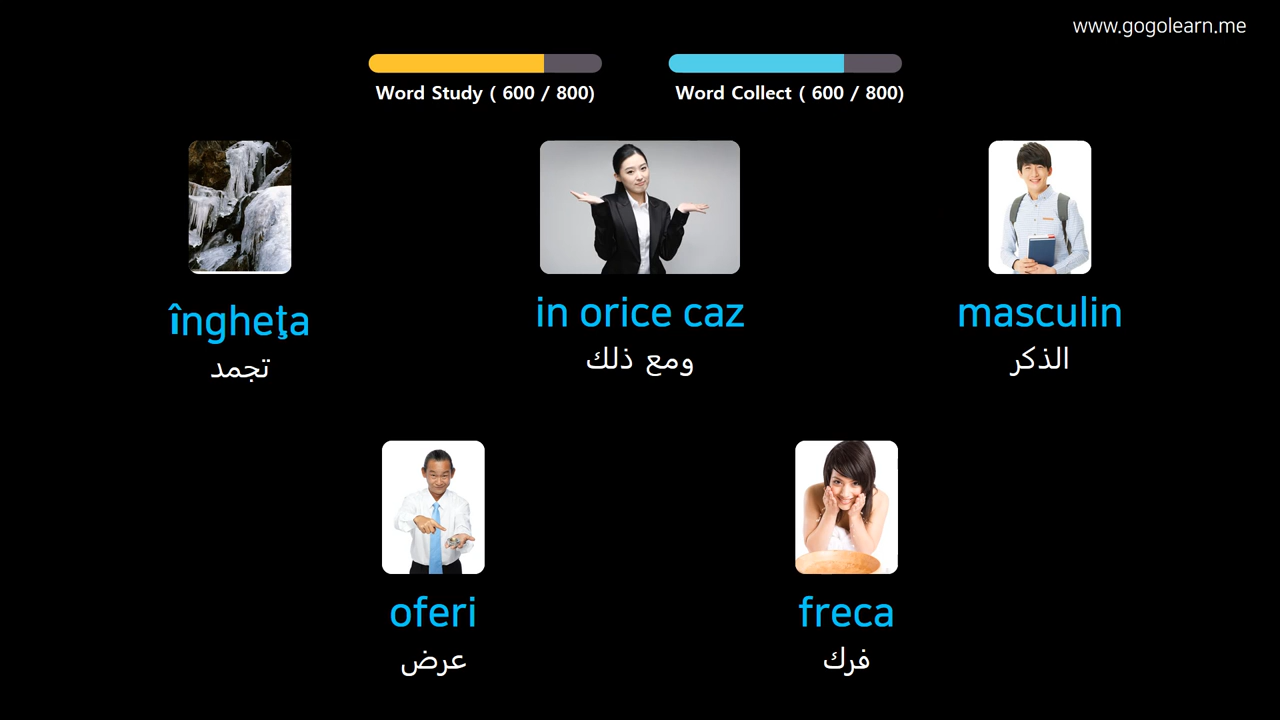 www.gogolearn.me
Word Study ( 600 / 800)
Word Collect ( 600 / 800)
îngheţa
تجمد
in orice caz
ومع ذلك
masculin
الذكر
oferi
عرض
freca
فرك